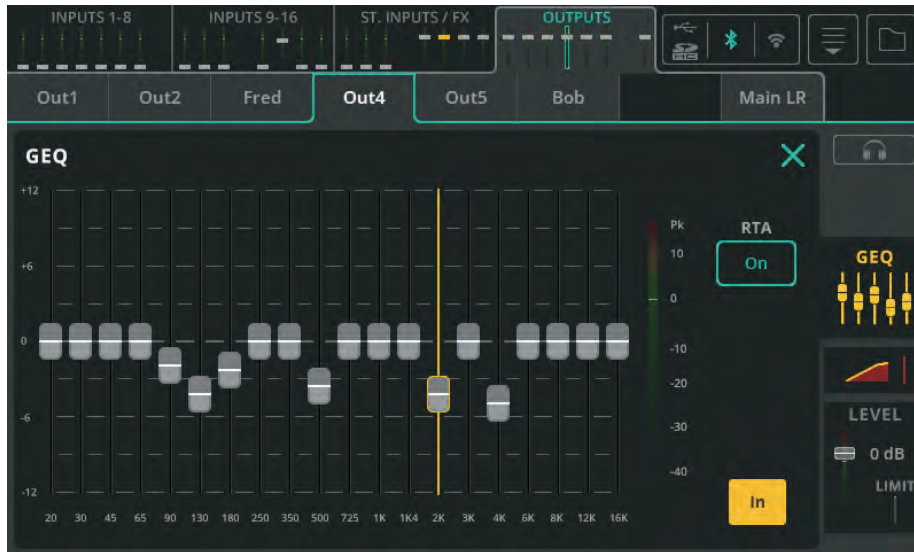 INPUTS 1-8 INPUTS 9-16 ST. INPUTS / FX OUTPUTS
Out1 Out2 Fred Out4 Out5 Bob Main LR
GEQ
+12
+6
0
-6
-12
20 30 45 65 90 130 180 250 350 500 725 1K 1K4 2K 3K 4K 6K 8K 12K 16K
Pk
10
0
-10
-20
-30
-40
RTA
On
In
GEQ
LEVEL
0 dB
LIMIT